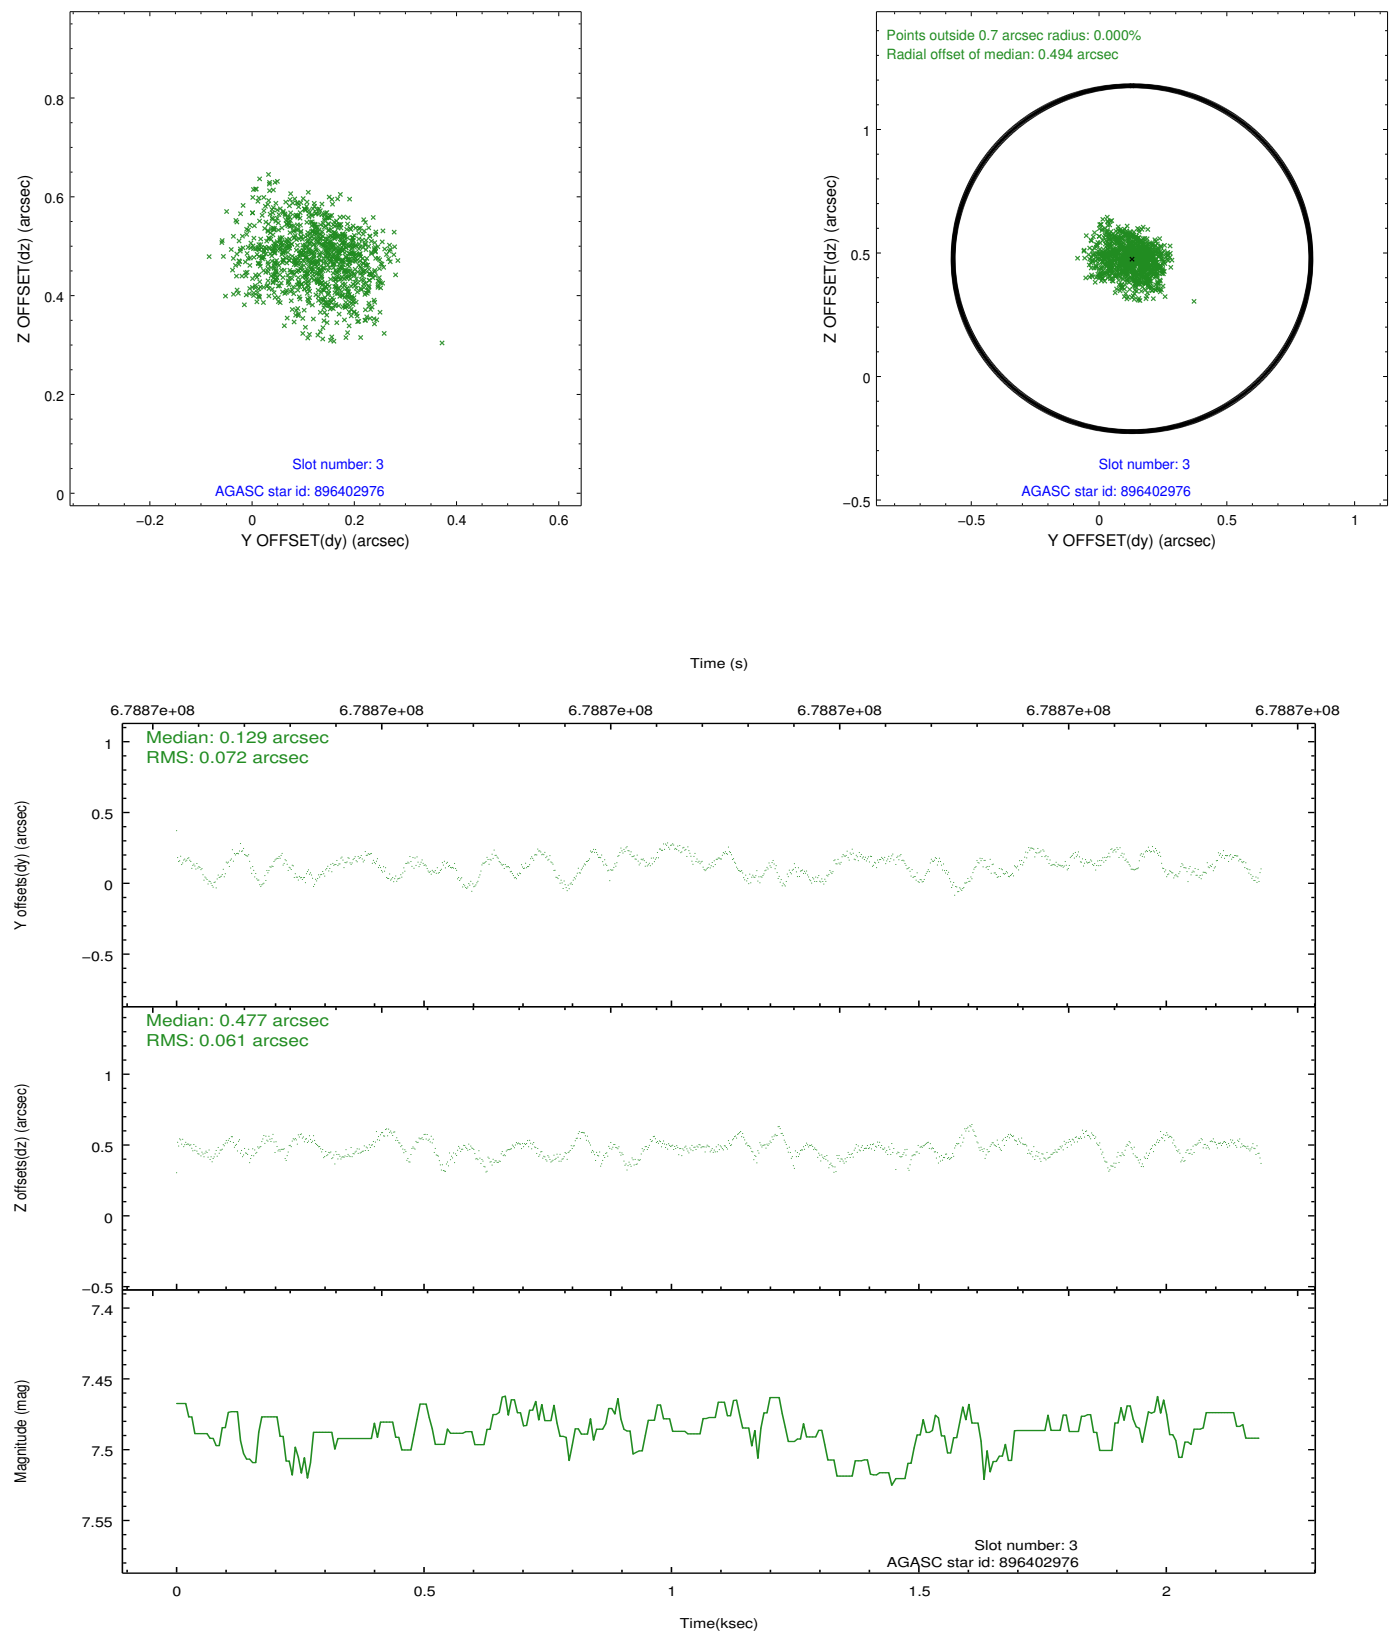 0.8
0.6
0.4
0.2
0
−0.2
0
0.2
0.4
0.6
Z OFFSET(dz) (arcsec)
Y OFFSET(dy) (arcsec)
Slot number: 3
AGASC star id: 896402976
Points outside 0.7 arcsec radius: 0.000%
Radial offset of median: 0.494 arcsec
1
0.5
0
−0.5
−0.5
0
0.5
1
Z OFFSET(dz) (arcsec)
Y OFFSET(dy) (arcsec)
Slot number: 3
AGASC star id: 896402976
Time (s)
6.7887e+08 6.7887e+08 6.7887e+08 6.7887e+08 6.7887e+08 6.7887e+08
Median: 0.129 arcsec
RMS: 0.072 arcsec
1
0.5
0
−0.5
Y offsets(dy) (arcsec)
Median: 0.477 arcsec
RMS: 0.061 arcsec
1
0.5
0
−0.5
Z offsets(dz) (arcsec)
7.4
7.45
7.5
7.55
Magnitude (mag)
Slot number: 3
AGASC star id: 896402976
0 0.5 1 1.5 2
Time(ksec)